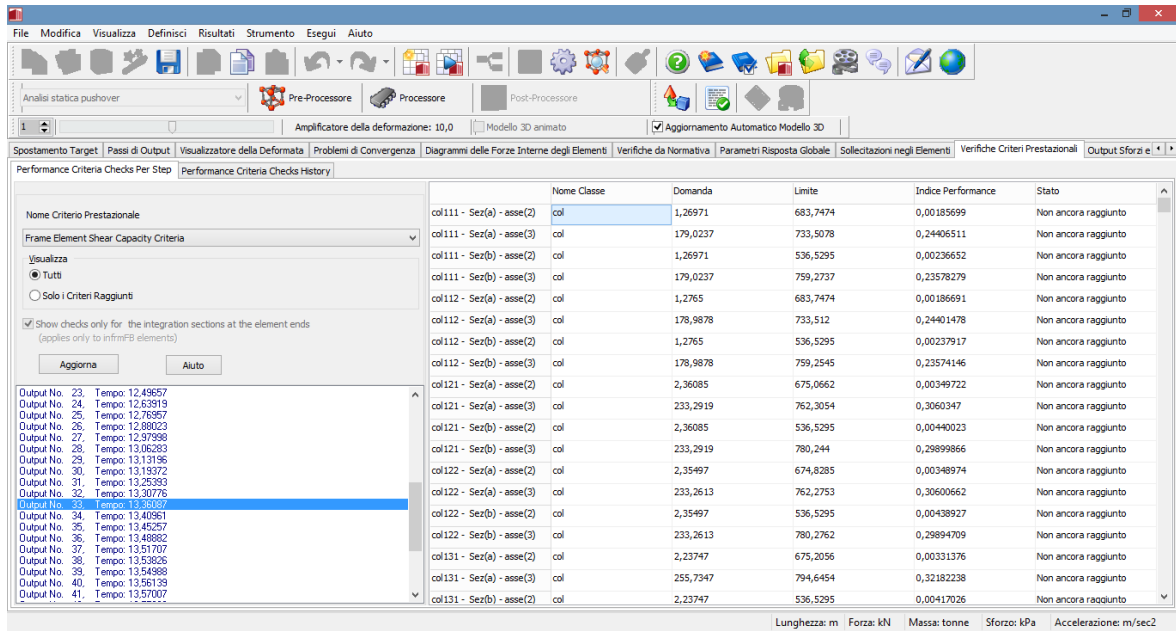 File Modifica Visualizza Definisci Risultati Strumento Esegui Aiuto
Analisi statica pushover Pre-Processore Processore Post-Processore
1 Amplificatore della deformazione: 10,0 Modello 3D animato Aggiornamento Automatico Modello 3D
Spostamento Target Passi di Output Visualizzatore della Deformata Problemi di Convergenza Diagrammi delle Forze Interne degli Elementi Verifiche da Normativa Parametri Risposta Globale Sollecitazioni negli Elementi Verifiche Criteri Prestazionali Output Sforzi e
Performance Criteria Checks Per Step Performance Criteria Checks History
Nome Criterio Prestazionale
Frame Element Shear Capacity Criteria
Visualizza
Tutti
Solo i Criteri Raggiunti
Show checks only for the integration sections at the element ends
(applies only to infrmFB elements)
Aggiorna Aiuto
Output No. 23, Tempo: 12,49657
Output No. 24, Tempo: 12,63919
Output No. 25, Tempo: 12,76957
Output No. 26, Tempo: 12,88023
Output No. 27, Tempo: 12,97998
Output No. 28, Tempo: 13,06283
Output No. 29, Tempo: 13,13196
Output No. 30, Tempo: 13,19372
Output No. 31, Tempo: 13,25393
Output No. 32, Tempo: 13,30776
Output No. 33, Tempo: 13,36087
Output No. 34, Tempo: 13,40961
Output No. 35, Tempo: 13,45257
Output No. 36, Tempo: 13,48882
Output No. 37, Tempo: 13,51707
Output No. 38, Tempo: 13,53826
Output No. 39, Tempo: 13,54988
Output No. 40, Tempo: 13,56139
Output No. 41, Tempo: 13,57007
Nome Classe Domanda Limite Indice Performance Stato
col111 - Sez(a) - asse(2) col 1,26971 683,7474 0,00185699 Non ancora raggiunto
col111 - Sez(a) - asse(3) col 179,0237 733,5078 0,24406511 Non ancora raggiunto
col111 - Sez(b) - asse(2) col 1,26971 536,5295 0,00236652 Non ancora raggiunto
col111 - Sez(b) - asse(3) col 179,0237 759,2737 0,23578279 Non ancora raggiunto
col112 - Sez(a) - asse(2) col 1,2765 683,7474 0,00186691 Non ancora raggiunto
col112 - Sez(a) - asse(3) col 178,9878 733,512 0,24401478 Non ancora raggiunto
col112 - Sez(b) - asse(2) col 1,2765 536,5295 0,00237917 Non ancora raggiunto
col112 - Sez(b) - asse(3) col 178,9878 759,2545 0,23574146 Non ancora raggiunto
col121 - Sez(a) - asse(2) col 2,36085 675,0662 0,00349722 Non ancora raggiunto
col121 - Sez(a) - asse(3) col 233,2919 762,3054 0,3060347 Non ancora raggiunto
col121 - Sez(b) - asse(2) col 2,36085 536,5295 0,00440023 Non ancora raggiunto
col121 - Sez(b) - asse(3) col 233,2919 780,244 0,29899866 Non ancora raggiunto
col122 - Sez(a) - asse(2) col 2,35497 674,8285 0,00348974 Non ancora raggiunto
col122 - Sez(a) - asse(3) col 233,2613 762,2753 0,30600662 Non ancora raggiunto
col122 - Sez(b) - asse(2) col 2,35497 536,5295 0,00438927 Non ancora raggiunto
col122 - Sez(b) - asse(3) col 233,2613 780,2762 0,29894709 Non ancora raggiunto
col131 - Sez(a) - asse(2) col 2,23747 675,2056 0,00331376 Non ancora raggiunto
col131 - Sez(a) - asse(3) col 255,7347 794,6454 0,32182238 Non ancora raggiunto
col131 - Sez(b) - asse(2) col 2,23747 536,5295 0,00417026 Non ancora raggiunto
Lunghezza: m Forza: kN Massa: tonne Sforzo: kPa Accelerazione: m/sec2